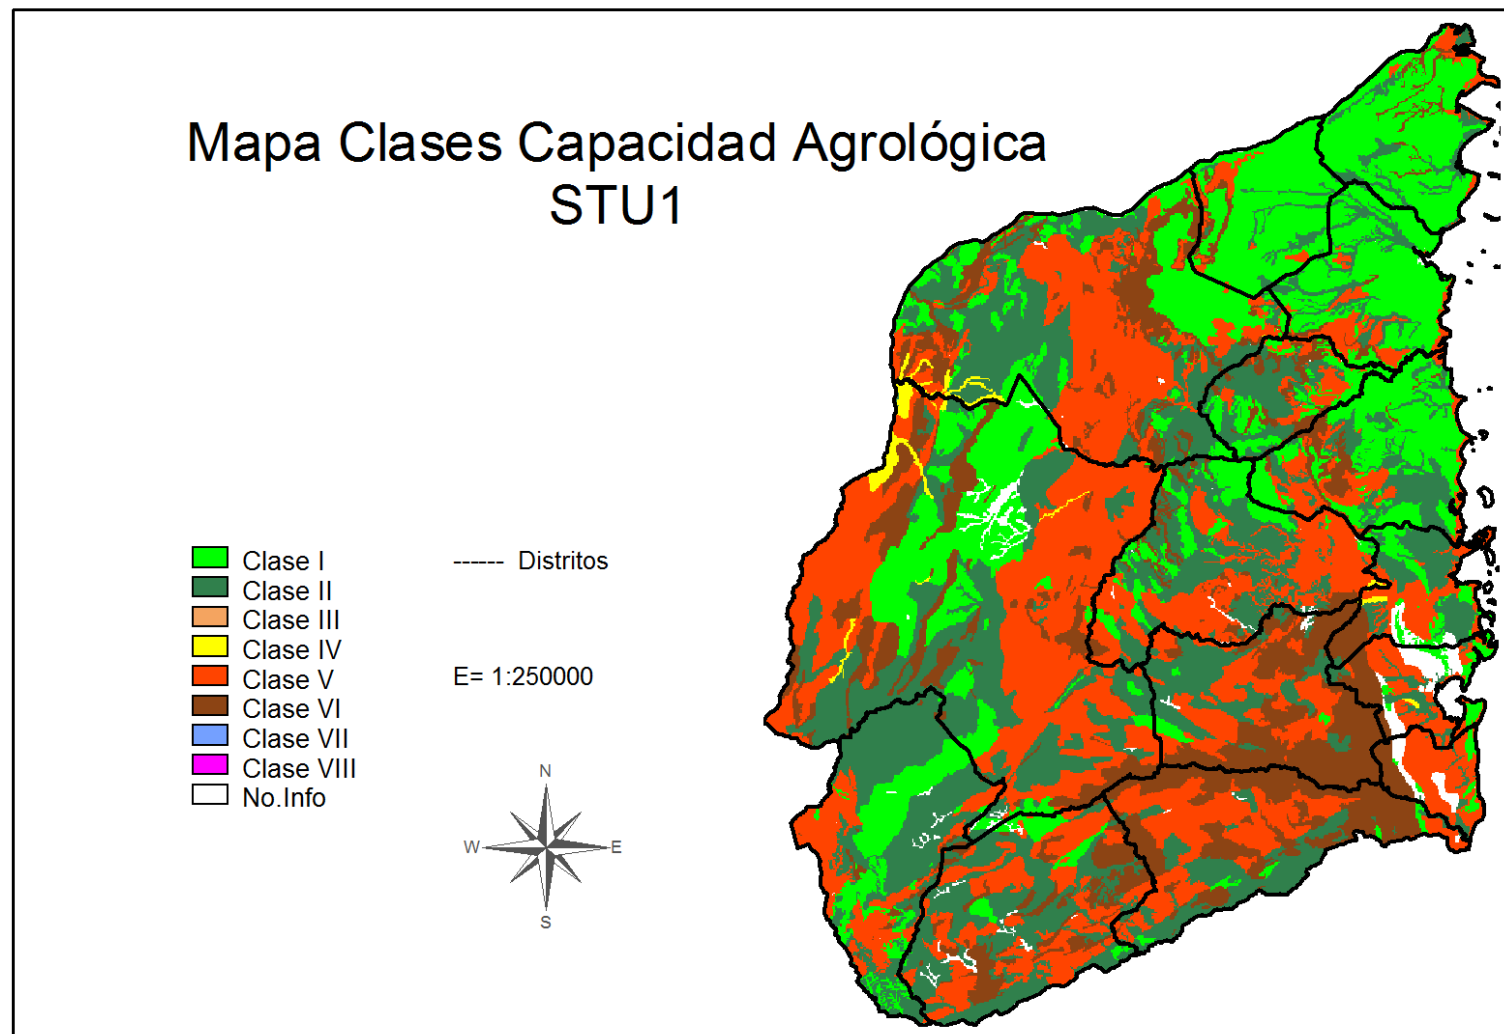 Mapa Clases Capacidad Agrológica
STU1
Clase I
Clase II
Clase III
Clase IV
Clase V
Clase VI
Clase VII
Clase VIII
No.Info
------ Distritos
E= 1:250000
N
W
E
S